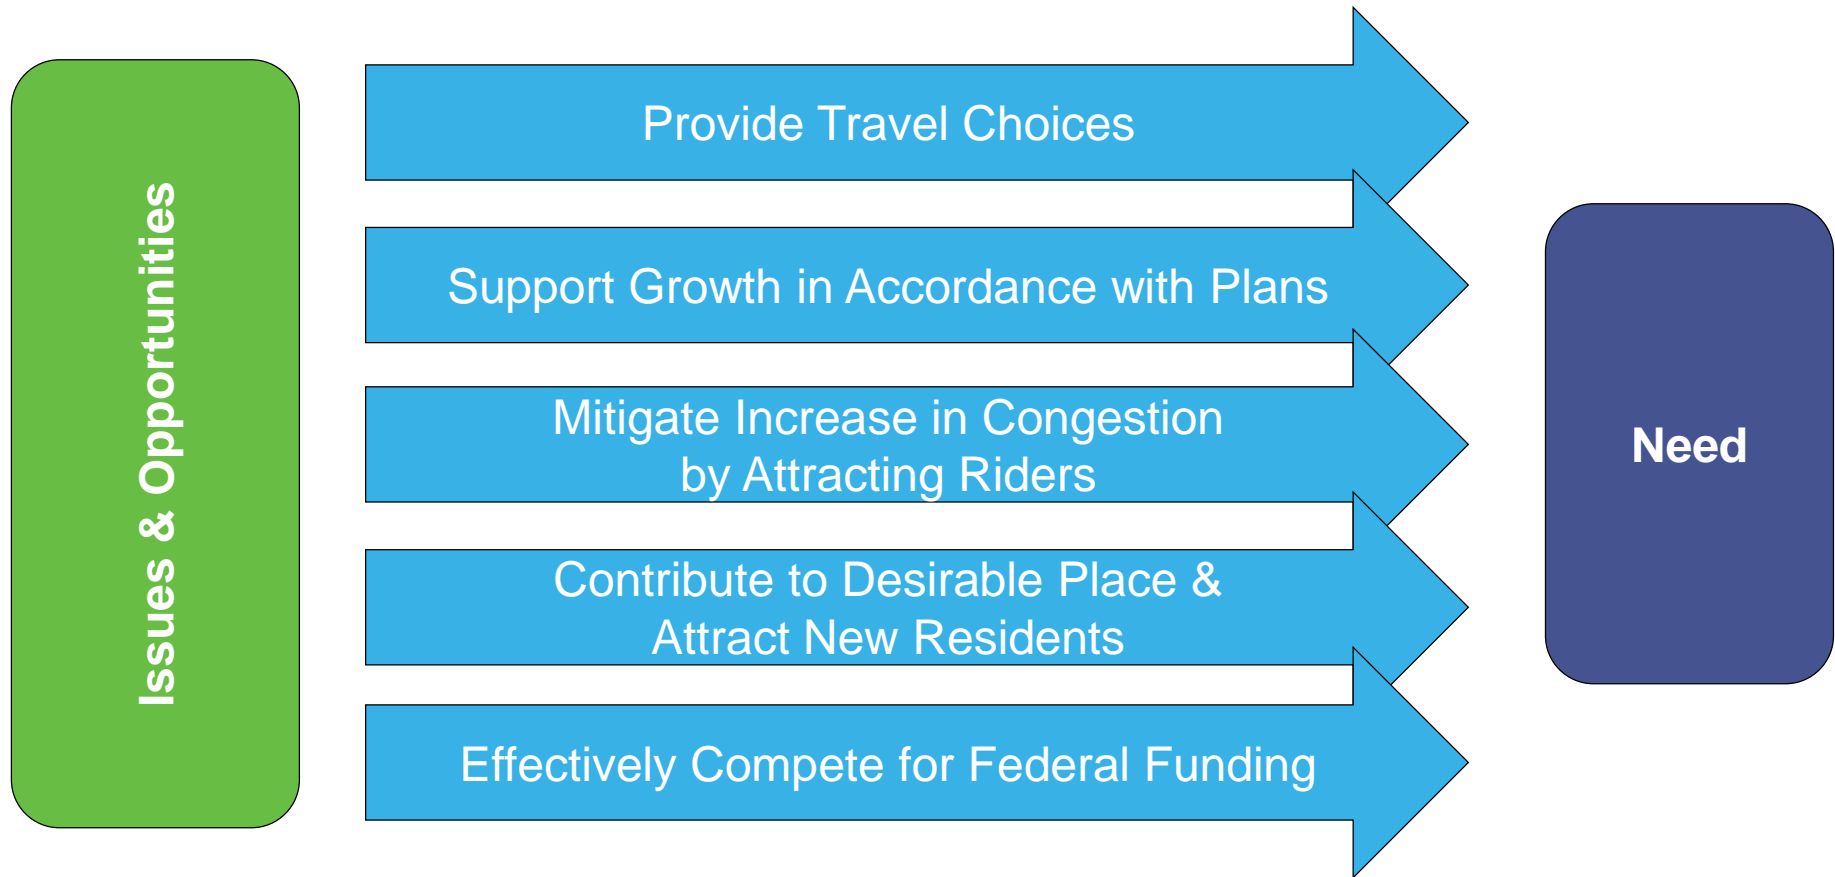 Issues & Opportunities
Provide Travel Choices
Support Growth in Accordance with Plans
Mitigate Increase in Congestion
by Attracting Riders
Contribute to Desirable Place &
Attract New Residents
Effectively Compete for Federal Funding
Need